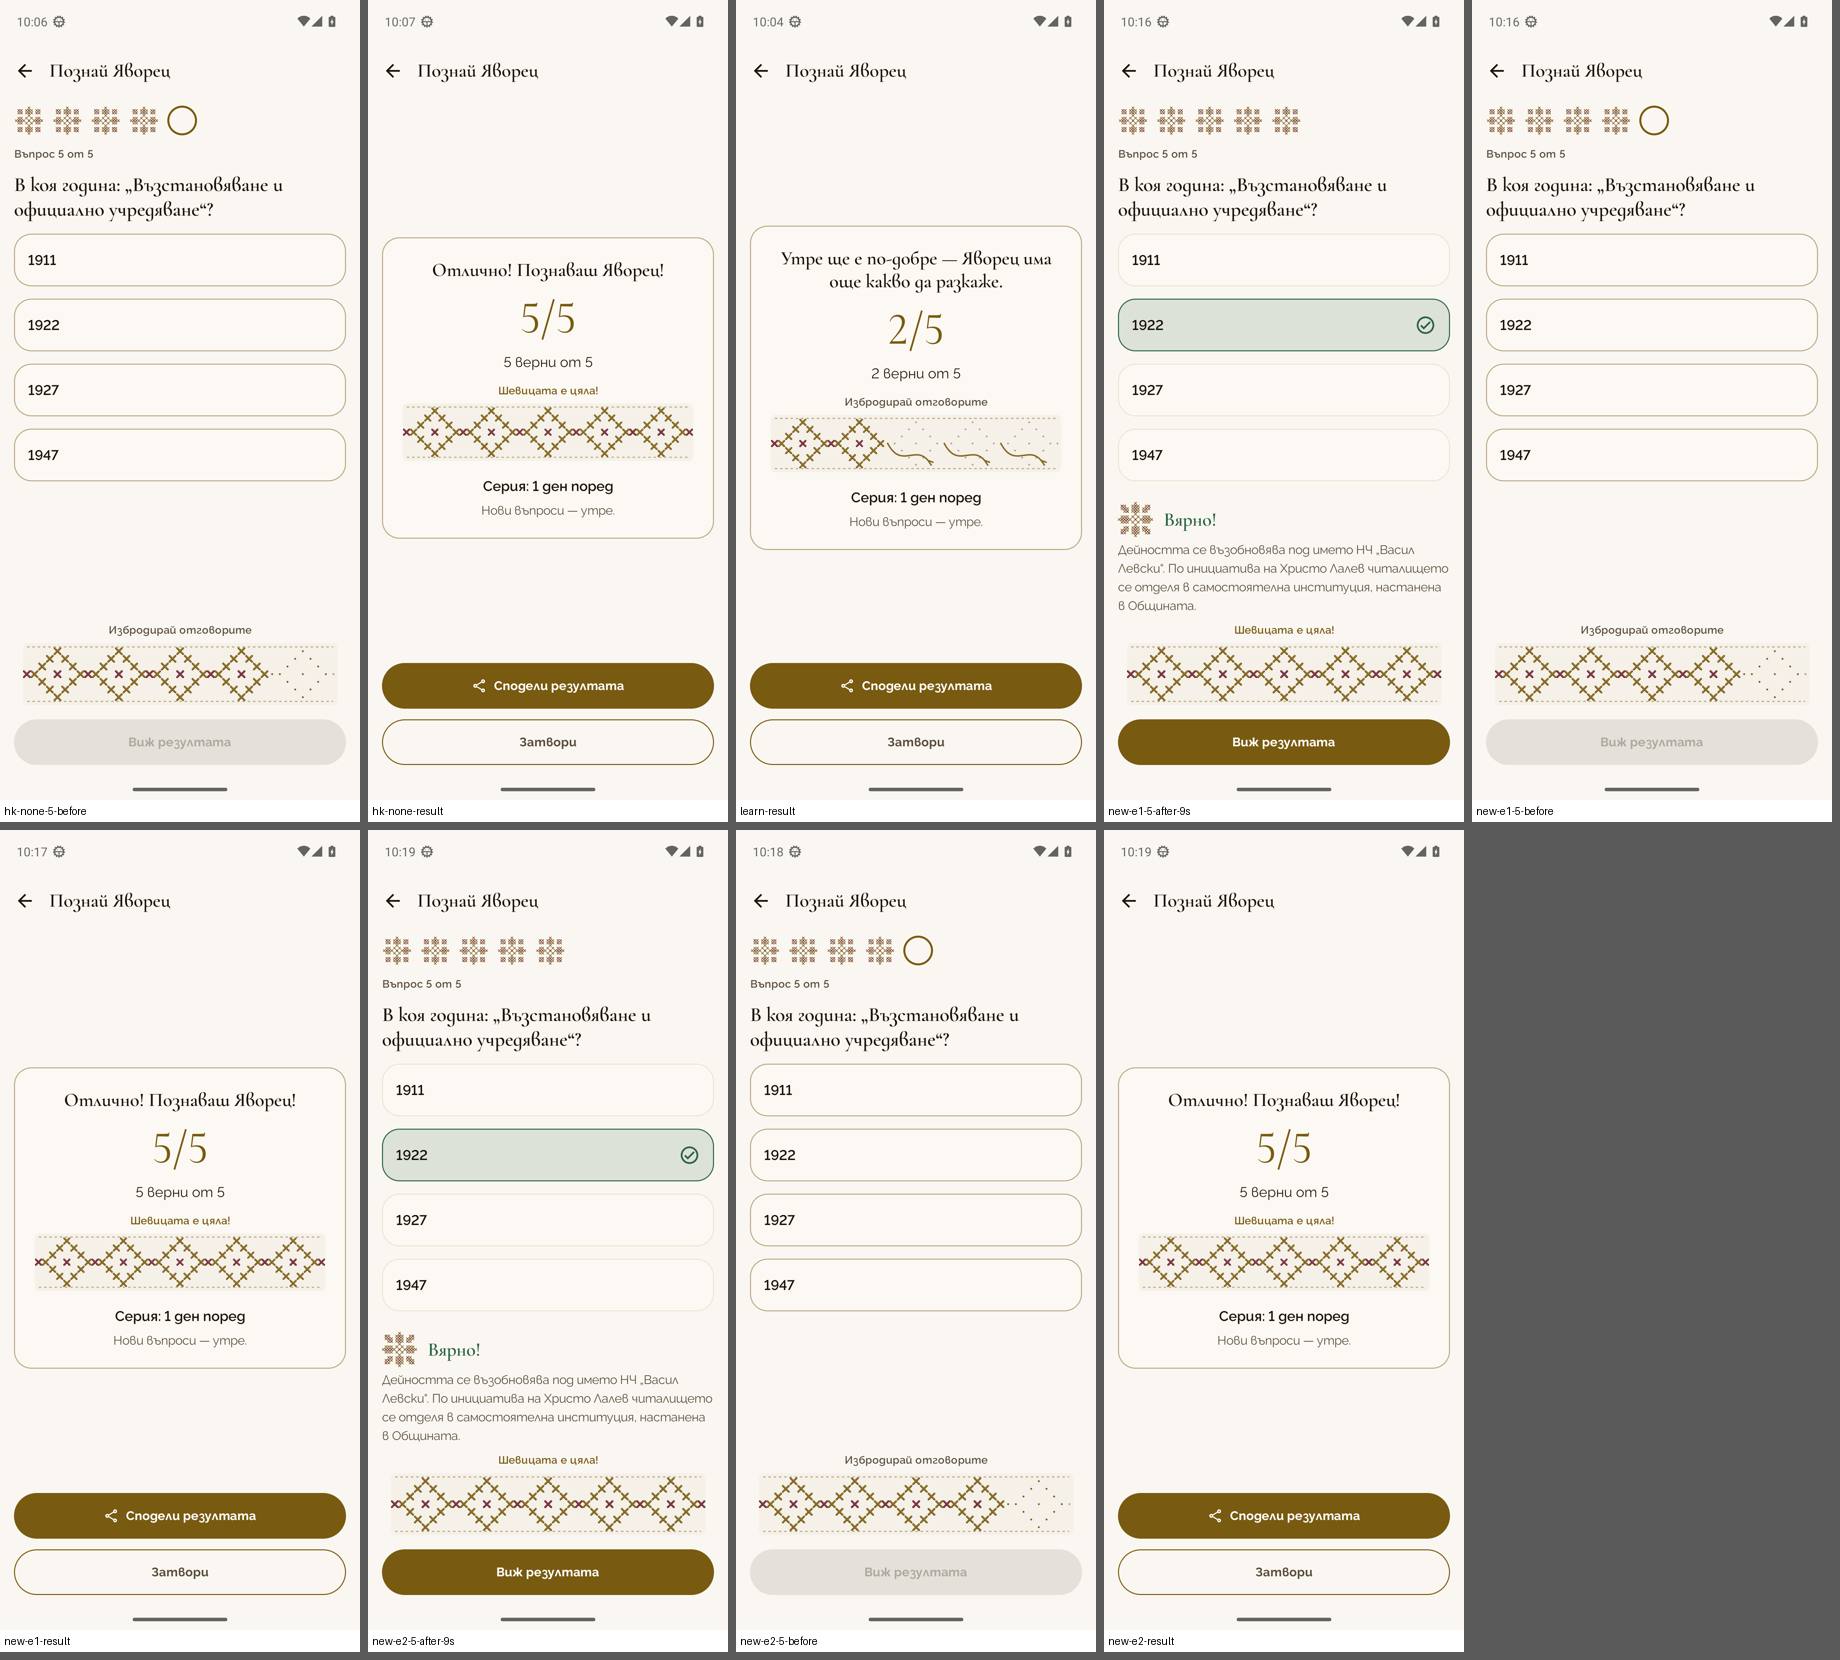 10:06
Познай Яворец
Въпрос 5 от 5
В коя година: „Възстановяване и
официално учредяване“?
1911
1922
1927
1947
Избродирай отговорите
Виж резултата
hk-none-5-before
10:07
Познай Яворец
Отлично! Познаваш Яворец!
5/5
5 верни от 5
Шевицата е цяла!
Серия: 1 ден поред
Нови въпроси — утре.
Сподели резултата
Затвори
hk-none-result
10:04
Познай Яворец
Утре ще е по-добре — Яворец има
още какво да разкаже.
2/5
2 верни от 5
Избродирай отговорите
Серия: 1 ден поред
Нови въпроси — утре.
Сподели резултата
Затвори
learn-result
10:16
Познай Яворец
Въпрос 5 от 5
В коя година: „Възстановяване и
официално учредяване“?
1911
1922
1927
1947
Вярно!
Дейността се възобновява под името НЧ „Васил
Левски“. По инициатива на Христо Лалев читалището
се отделя в самостоятелна институция, настанена
в Общината.
Шевицата е цяла!
Виж резултата
new-e1-5-after-9s
10:16
Познай Яворец
Въпрос 5 от 5
В коя година: „Възстановяване и
официално учредяване“?
1911
1922
1927
1947
Избродирай отговорите
Виж резултата
new-e1-5-before
10:17
Познай Яворец
Отлично! Познаваш Яворец!
5/5
5 верни от 5
Шевицата е цяла!
Серия: 1 ден поред
Нови въпроси — утре.
Сподели резултата
Затвори
new-e1-result
10:19
Познай Яворец
Въпрос 5 от 5
В коя година: „Възстановяване и
официално учредяване“?
1911
1922
1927
1947
Вярно!
Дейността се възобновява под името НЧ „Васил
Левски“. По инициатива на Христо Лалев читалището
се отделя в самостоятелна институция, настанена
в Общината.
Шевицата е цяла!
Виж резултата
new-e2-5-after-9s
10:18
Познай Яворец
Въпрос 5 от 5
В коя година: „Възстановяване и
официално учредяване“?
1911
1922
1927
1947
Избродирай отговорите
Виж резултата
new-e2-5-before
10:19
Познай Яворец
Отлично! Познаваш Яворец!
5/5
5 верни от 5
Шевицата е цяла!
Серия: 1 ден поред
Нови въпроси — утре.
Сподели резултата
Затвори
new-e2-result